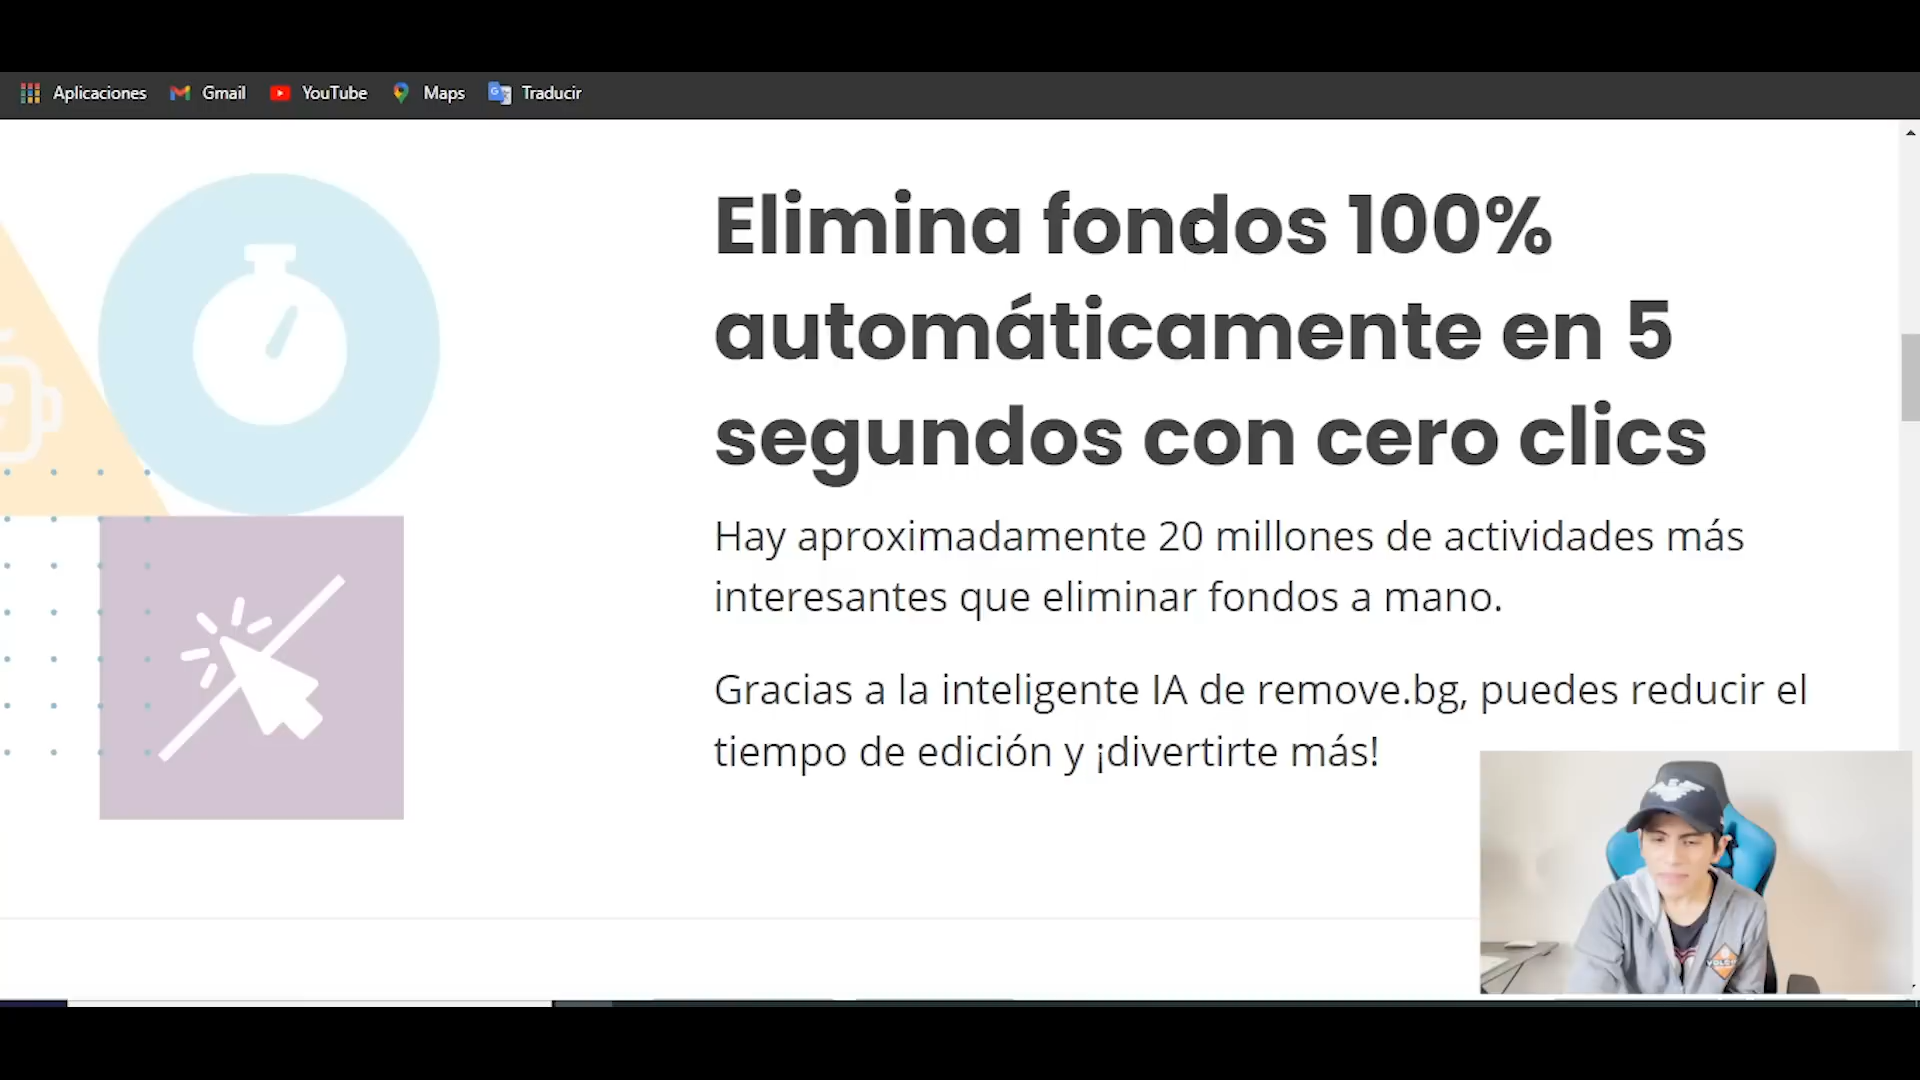 Aplicaciones Gmail YouTube Maps Traducir
Elimina fondos 100%
automáticamente en 5
segundos con cero clics
Hay aproximadamente 20 millones de actividades más
interesantes que eliminar fondos a mano.
Gracias a la inteligente IA de remove.bg, puedes reducir el
tiempo de edición y ¡divertirte más!